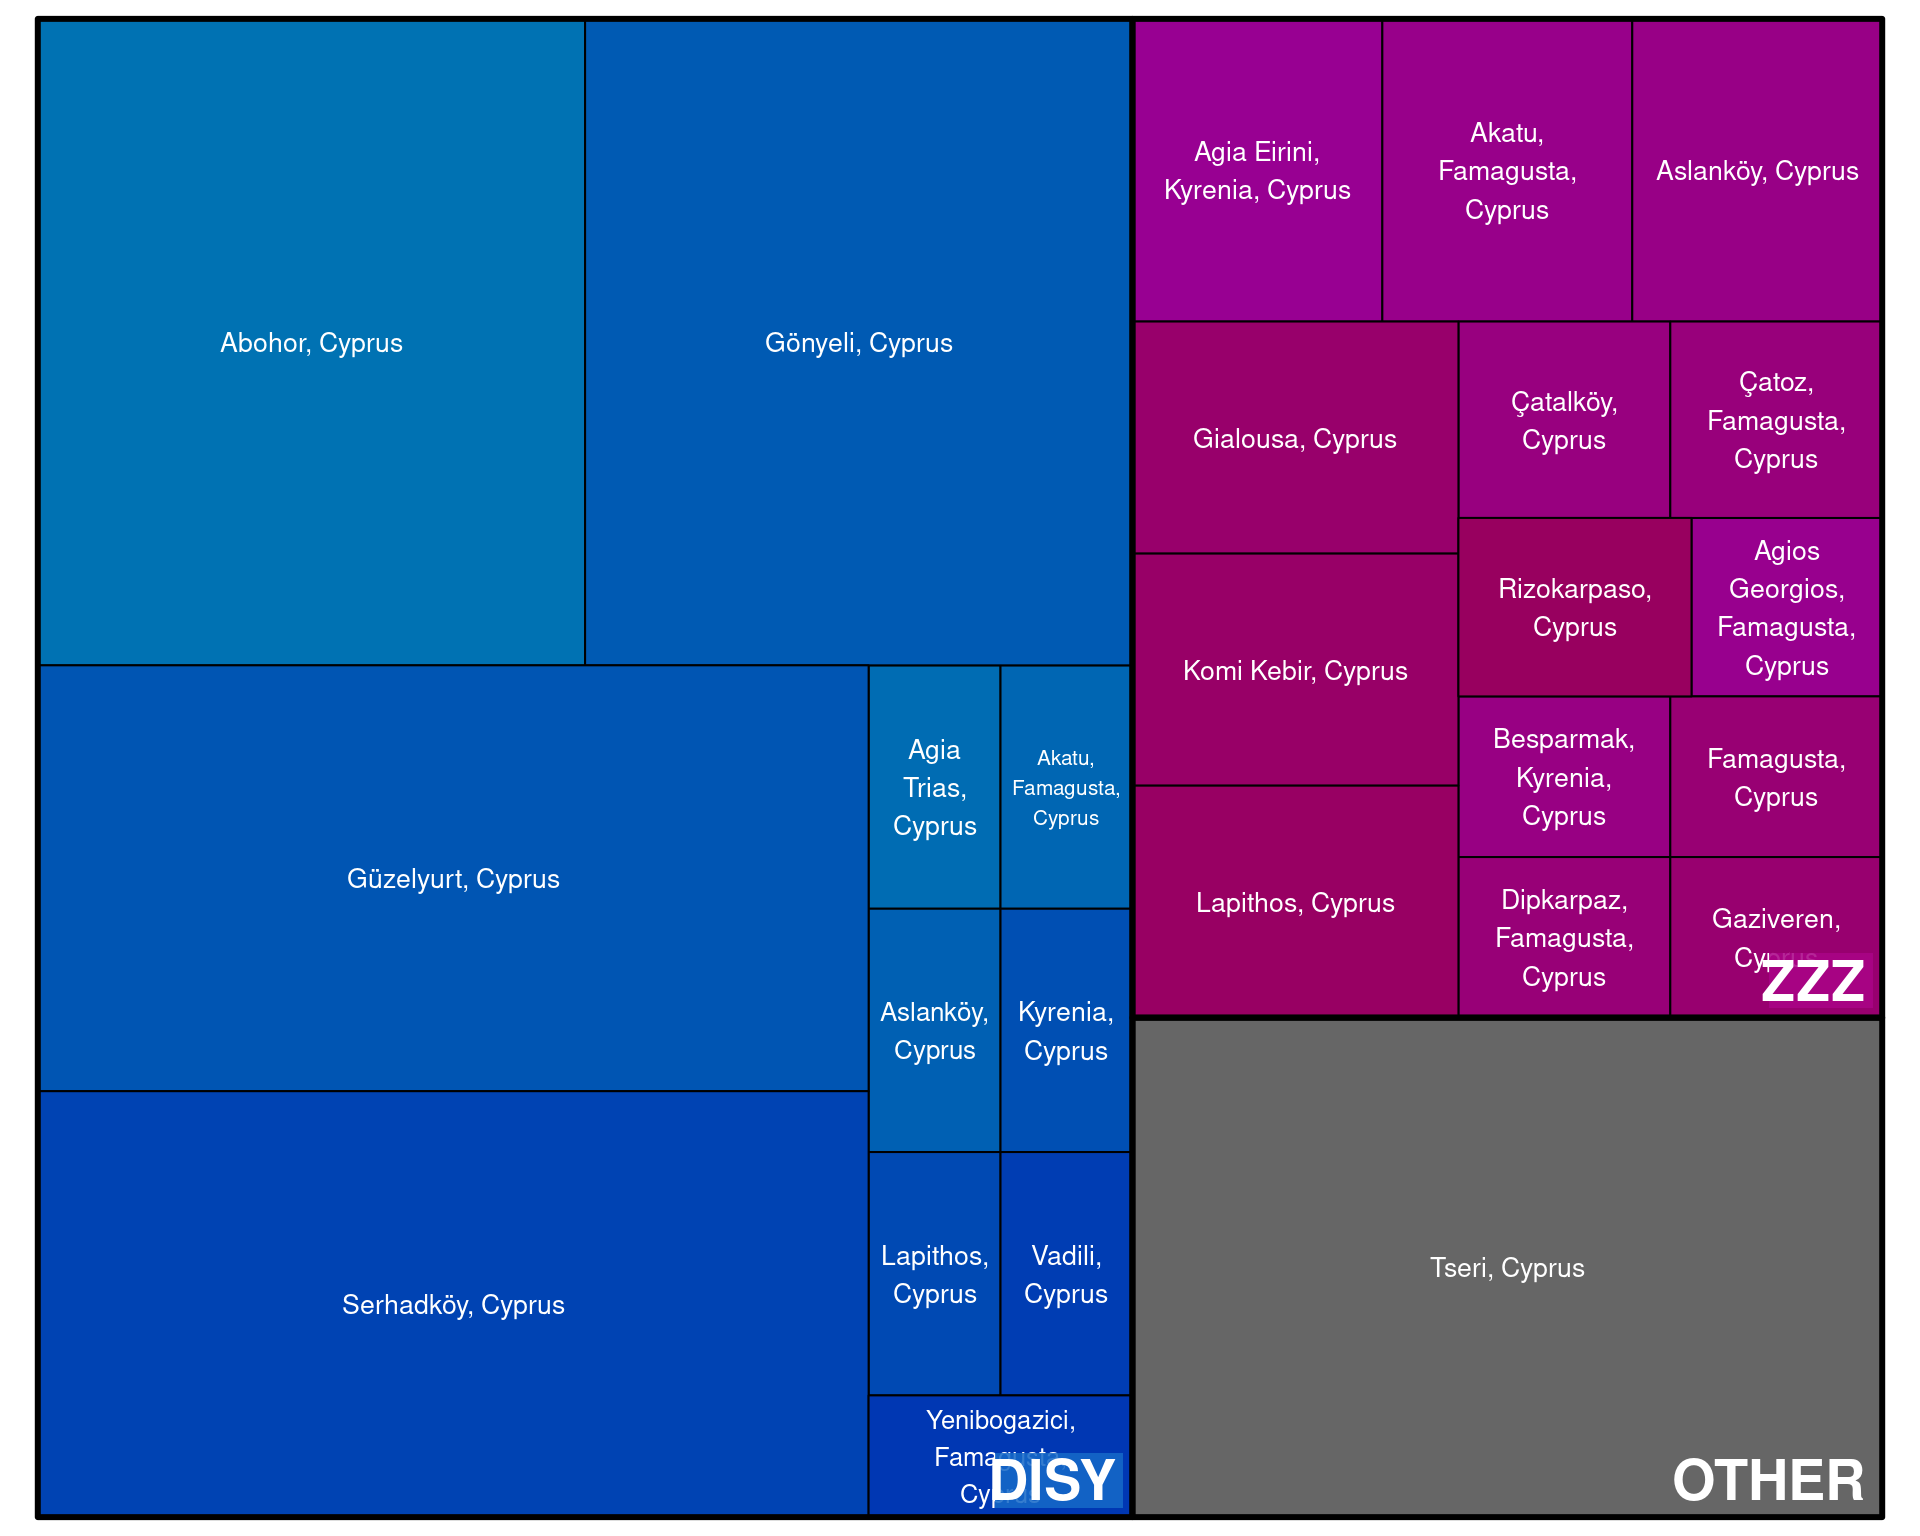 Abohor, Cyprus
Gönyeli, Cyprus
Güzelyurt, Cyprus
Serhadköy, Cyprus
Agia
Trias,
Cyprus
Akatu,
Famagusta,
Cyprus
Aslanköy,
Cyprus
Kyrenia,
Cyprus
Lapithos,
Cyprus
Vadili,
Cyprus
Yenibogazici,
Famagusta,
Cyprus
DISY
Agia Eirini,
Kyrenia, Cyprus
Akatu,
Famagusta,
Cyprus
Aslanköy, Cyprus
Gialousa, Cyprus
Komi Kebir, Cyprus
Lapithos, Cyprus
Çatalköy,
Cyprus
Çatoz,
Famagusta,
Cyprus
Rizokarpaso,
Cyprus
Agios
Georgios,
Famagusta,
Cyprus
Besparmak,
Kyrenia,
Cyprus
Famagusta,
Cyprus
Dipkarpaz,
Famagusta,
Cyprus
Gaziveren,
Cyprus
ZZZ
Tseri, Cyprus
OTHER